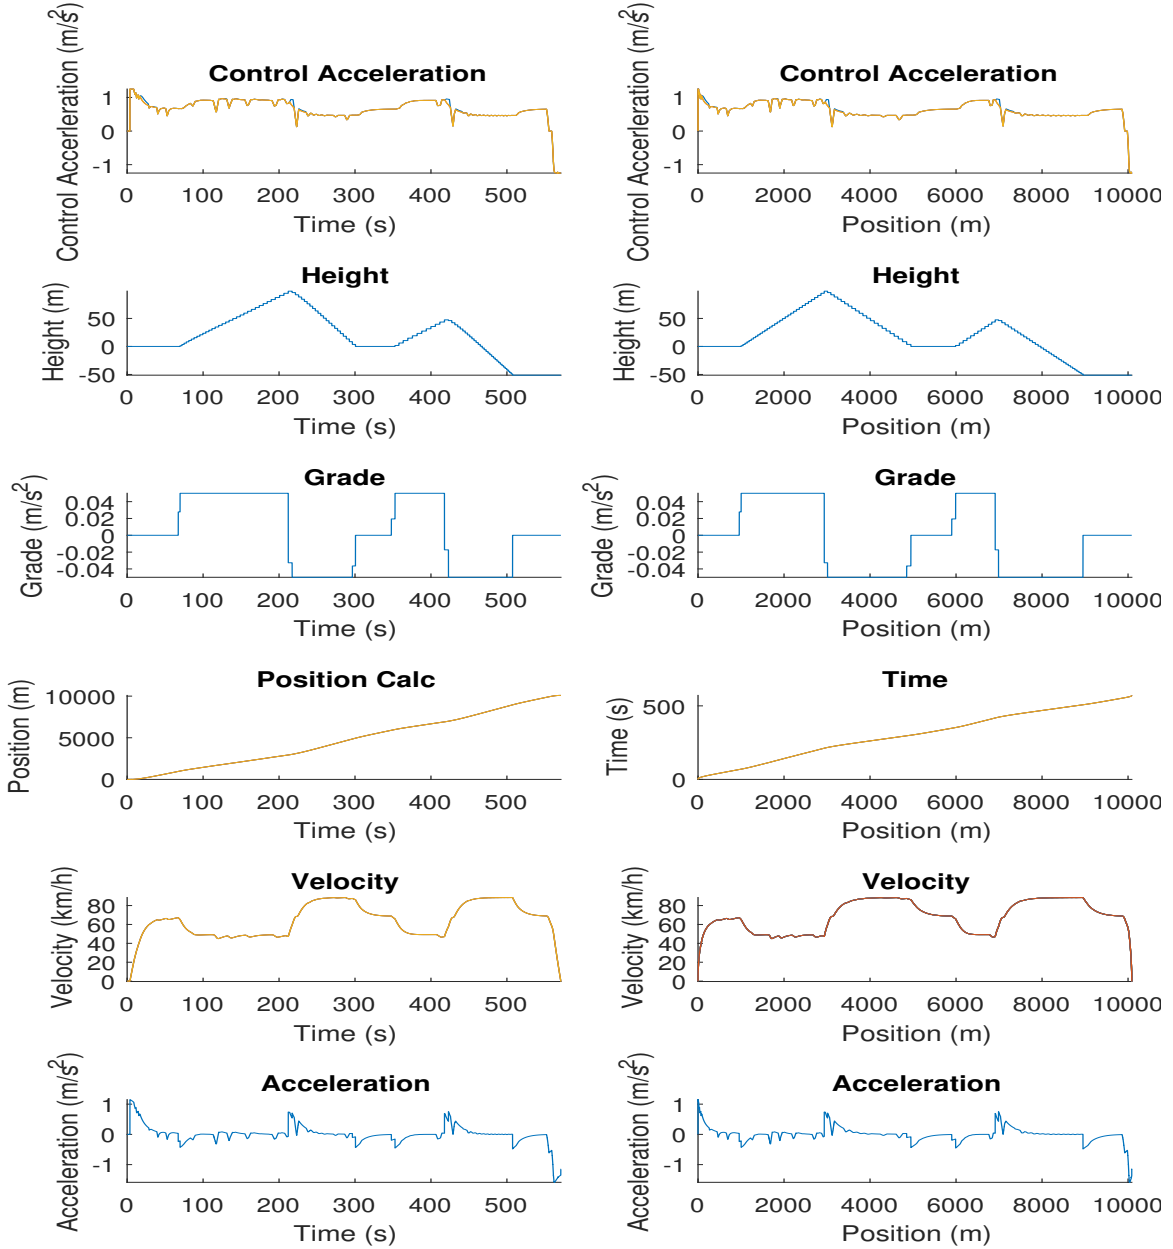 Control Acceleration
Control Accerleration (m/s²)
1
0
-1
0 100 200 300 400 500
Time (s)
Control Acceleration
Control Accerleration (m/s²)
1
0
-1
0 2000 4000 6000 8000 10000
Position (m)
Height
Height (m)
50
0
-50
0 100 200 300 400 500
Time (s)
Height
Height (m)
50
0
-50
0 2000 4000 6000 8000 10000
Position (m)
Grade
Grade (m/s²)
0.04
0.02
0
-0.02
-0.04
0 100 200 300 400 500
Time (s)
Grade
Grade (m/s²)
0.04
0.02
0
-0.02
-0.04
0 2000 4000 6000 8000 10000
Position (m)
Position Calc
Position (m)
10000
5000
0
0 100 200 300 400 500
Time (s)
Time
Time (s)
500
0
0 2000 4000 6000 8000 10000
Position (m)
Velocity
Velocity (km/h)
80
60
40
20
0
0 100 200 300 400 500
Time (s)
Velocity
Velocity (km/h)
80
60
40
20
0
0 2000 4000 6000 8000 10000
Position (m)
Acceleration
Acceleration (m/s²)
1
0
-1
0 100 200 300 400 500
Time (s)
Acceleration
Acceleration (m/s²)
1
0
-1
0 2000 4000 6000 8000 10000
Position (m)